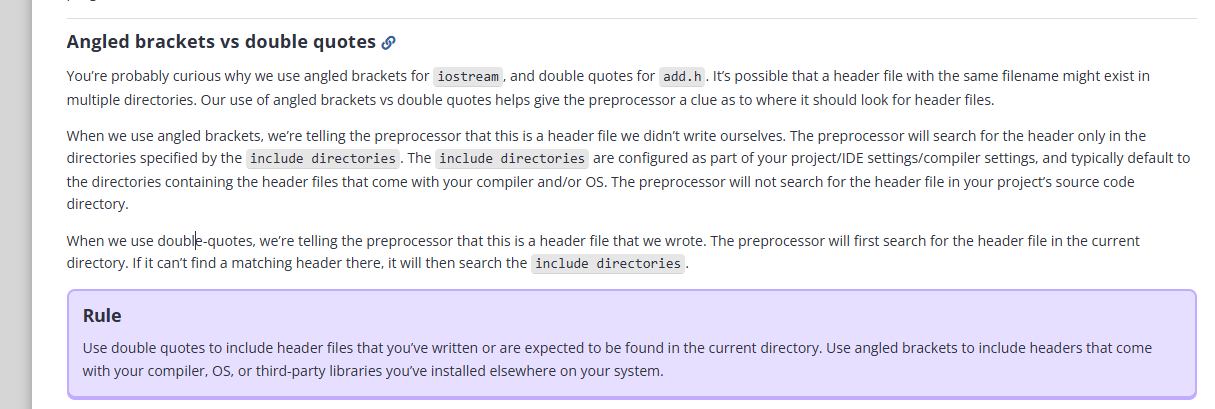 Angled brackets vs double quotes
You’re probably curious why we use angled brackets for iostream, and double quotes for add.h. It’s possible that a header file with the same filename might exist in
multiple directories. Our use of angled brackets vs double quotes helps give the preprocessor a clue as to where it should look for header files.
When we use angled brackets, we’re telling the preprocessor that this is a header file we didn’t write ourselves. The preprocessor will search for the header only in the
directories specified by the include directories. The include directories are configured as part of your project/IDE settings/compiler settings, and typically default to
the directories containing the header files that come with your compiler and/or OS. The preprocessor will not search for the header file in your project’s source code
directory.
When we use double-quotes, we’re telling the preprocessor that this is a header file that we wrote. The preprocessor will first search for the header file in the current
directory. If it can’t find a matching header there, it will then search the include directories.
Rule
Use double quotes to include header files that you’ve written or are expected to be found in the current directory. Use angled brackets to include headers that come
with your compiler, OS, or third-party libraries you’ve installed elsewhere on your system.